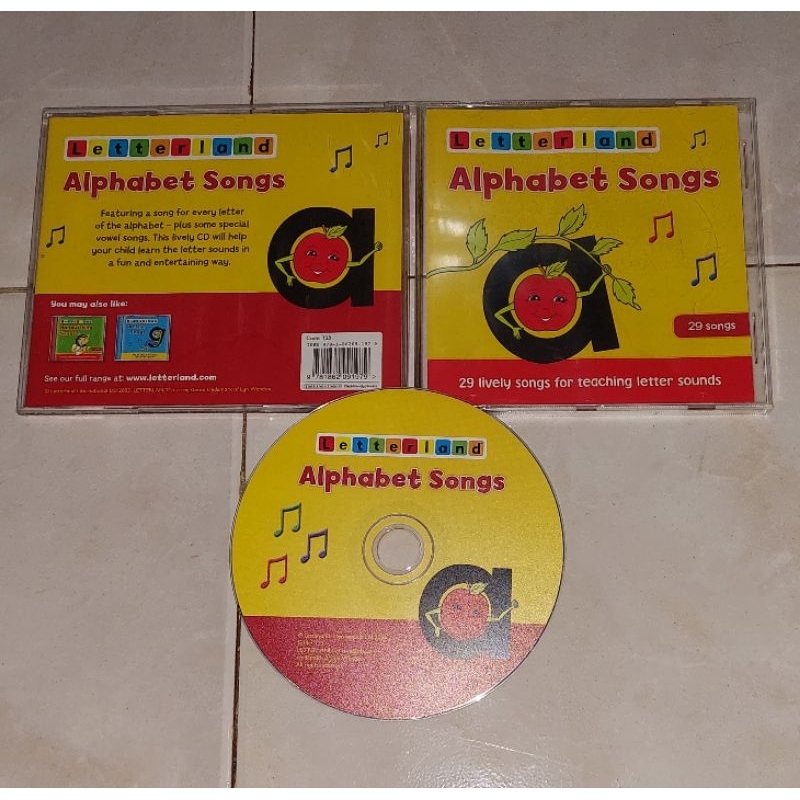 Letterland
Alphabet Songs
Featuring a song for every letter
of the alphabet – plus some special
vowel songs. This lively CD will help
your child learn the letter sounds in
a fun and entertaining way.
a
You may also like:
See our full range at: www.letterland.com
9 781862 091979 >
Letterland
Alphabet Songs
a
29 songs
29 lively songs for teaching letter sounds
Letterland
Alphabet Songs
a